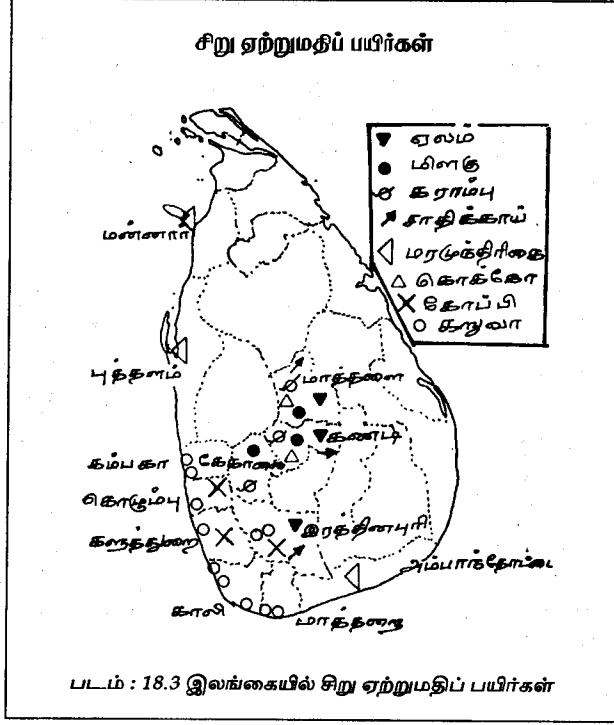 சிறு ஏற்றுமதிப் பயிர்கள்
ஏலம்
மிளகு
கராம்பு
சாதிக்காய்
மரமுந்திரிகை
கொக்கோ
கோப்பி
கறுவா
மன்னார்
புத்தளம்
மாத்தளை
கண்டி
கம்பகா
கேகாலை
கொழும்பு
களுத்துறை
இரத்தினபுரி
அம்பாந்தோட்டை
காலி
மாத்தறை
படம் : 18.3 இலங்கையில் சிறு ஏற்றுமதிப் பயிர்கள்